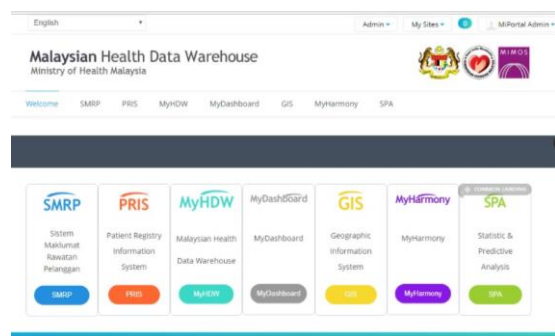 English
Admin
My Sites
0
MiPortal Admin
Malaysian Health Data Warehouse
Ministry of Health Malaysia
MIMOS
Welcome SMRP PRIS MyHDW MyDashboard GIS MyHarmony SPA
COMMON LANDING
SMRP
Sistem
Maklumat
Rawatan
Pelanggan
SMRP
PRIS
Patient Registry
Information
System
PRIS
MyHDW
Malaysian Health
Data Warehouse
MyHDW
MyDashboard
MyDashboard
MyDashboard
GIS
Geographic
Information
System
GIS
MyHarmony
MyHarmony
MyHarmony
SPA
Statistic &
Predictive
Analysis
SPA